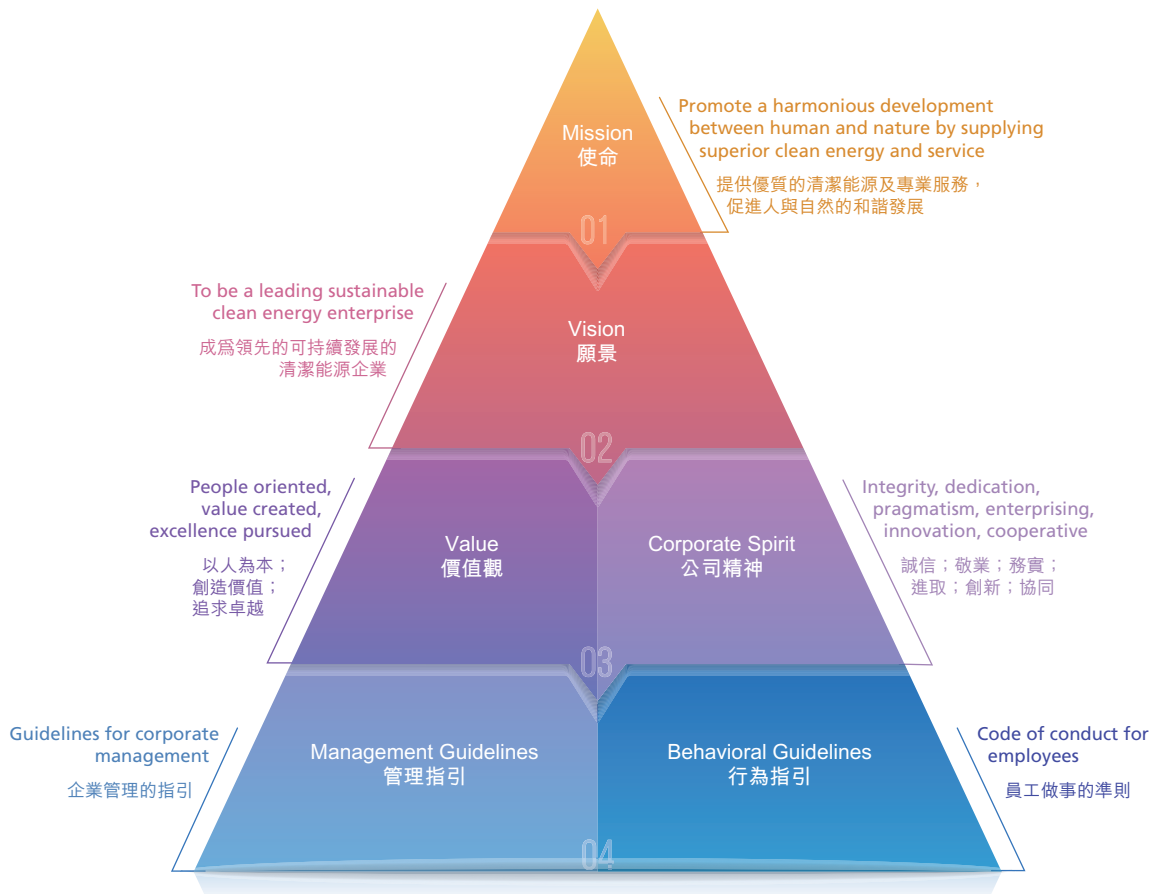 Mission
使命
Promote a harmonious development
between human and nature by supplying
superior clean energy and service
提供優質的清潔能源及專業服務，
促進人與自然的和諧發展
01
To be a leading sustainable
clean energy enterprise
成爲領先的可持續發展的
清潔能源企業
Vision
願景
02
People oriented,
value created,
excellence pursued
以人為本；
創造價值；
追求卓越
Value
價值觀
Corporate Spirit
公司精神
Integrity, dedication,
pragmatism, enterprising,
innovation, cooperative
誠信；敬業；務實；
進取；創新；協同
03
Guidelines for corporate
management
企業管理的指引
Management Guidelines
管理指引
Behavioral Guidelines
行為指引
Code of conduct for
employees
員工做事的準則
04